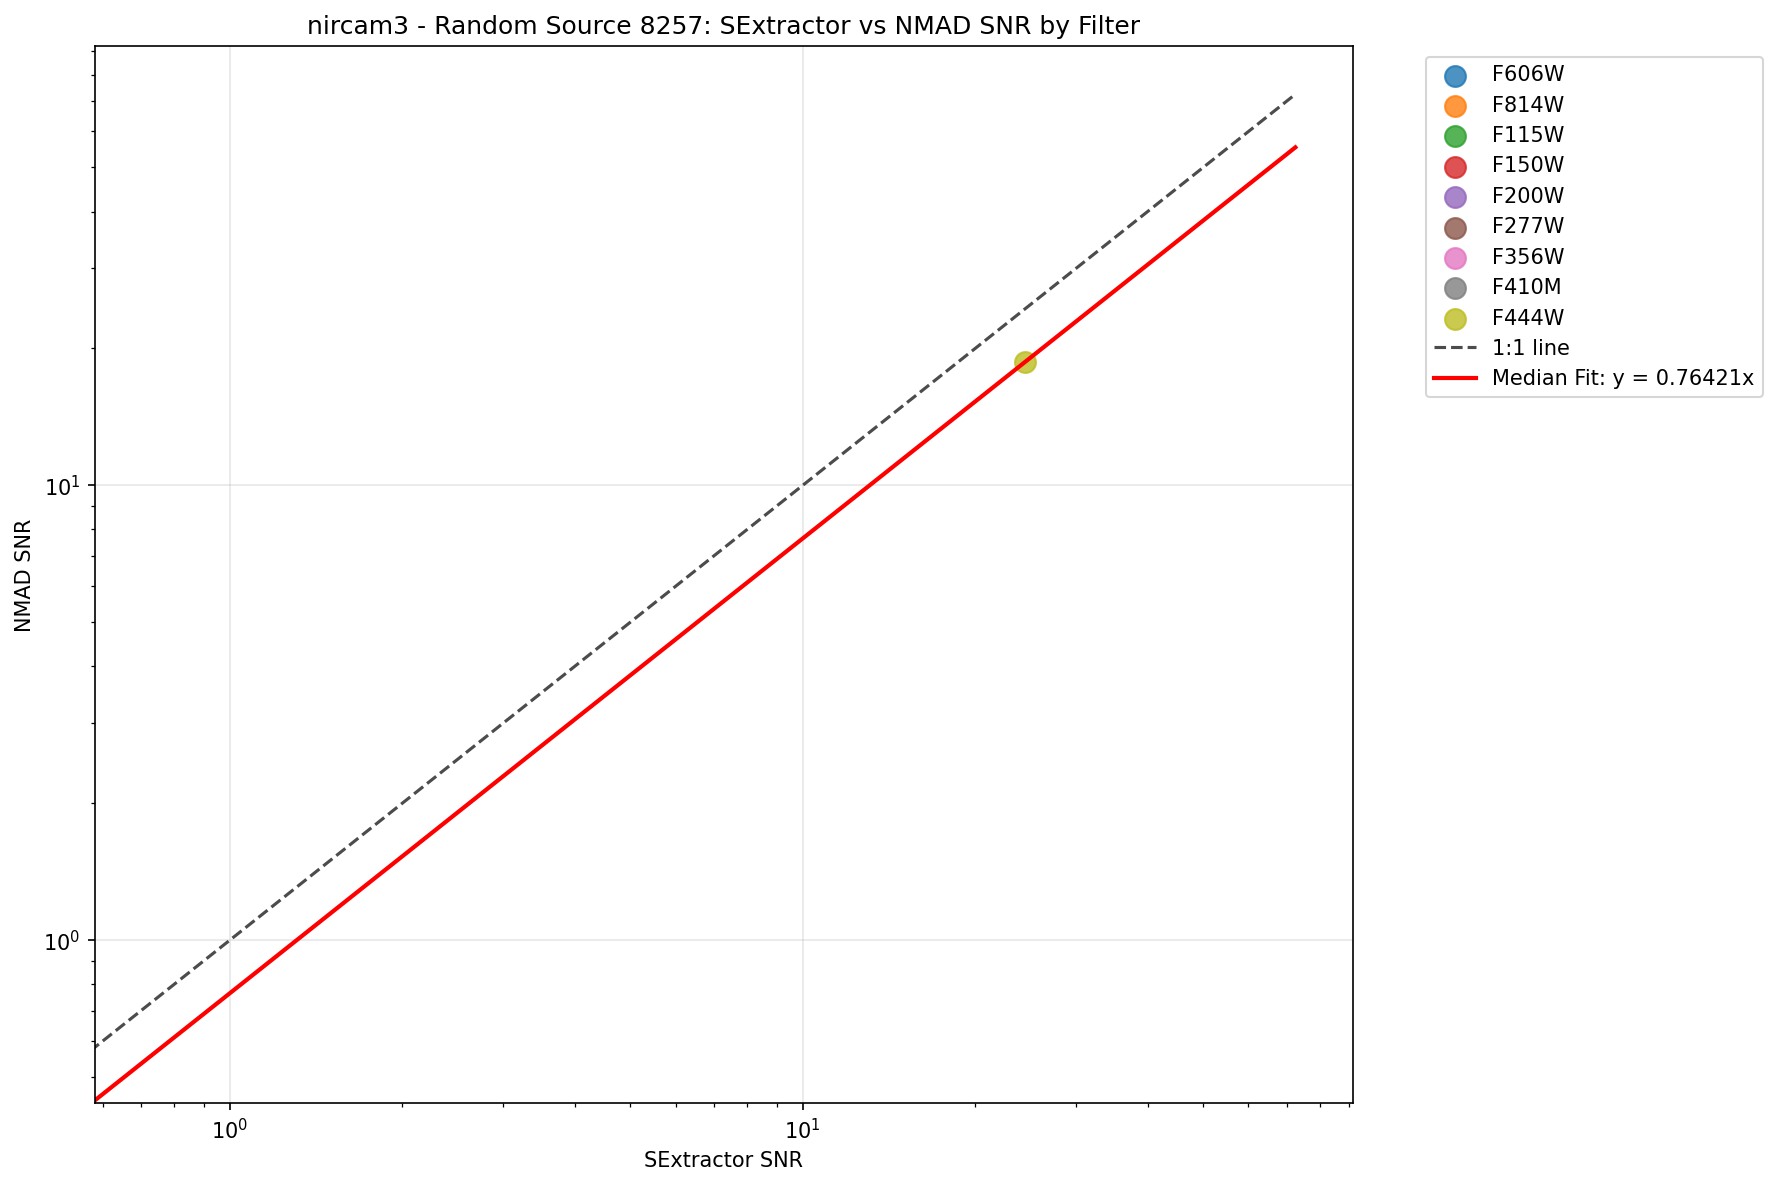 nircam3 - Random Source 8257: SExtractor vs NMAD SNR by Filter
F606W
F814W
F115W
F150W
F200W
F277W
F356W
F410M
F444W
1:1 line
Median Fit: y = 0.76421x
NMAD SNR
10¹
10⁰
10⁰
10¹
SExtractor SNR